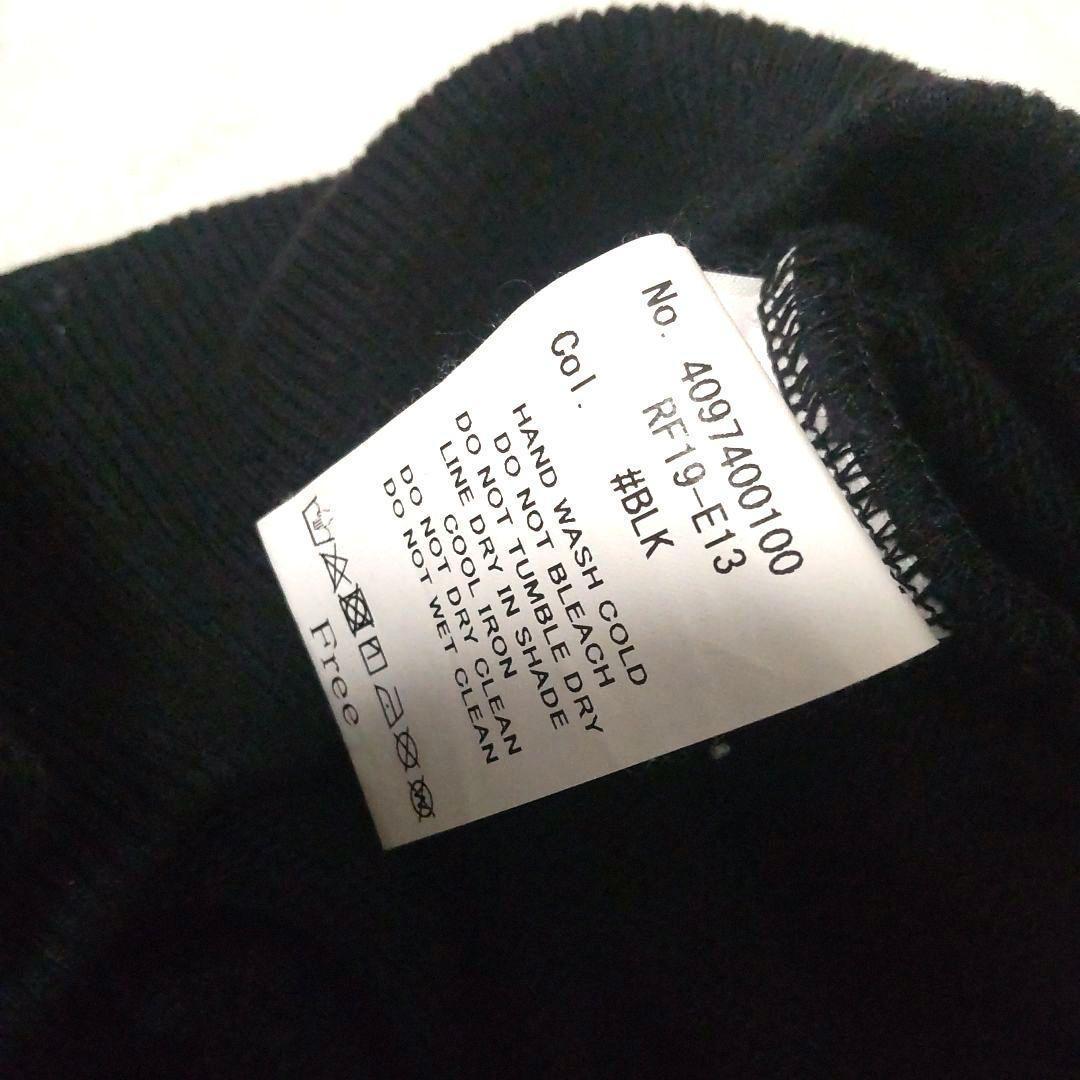 No. 4097400100
RF19-E13
Col. #BLK
HAND WASH COLD
DO NOT BLEACH
DO NOT TUMBLE DRY
LINE DRY IN SHADE
COOL IRON
DO NOT DRY CLEAN
DO NOT WET CLEAN
Free